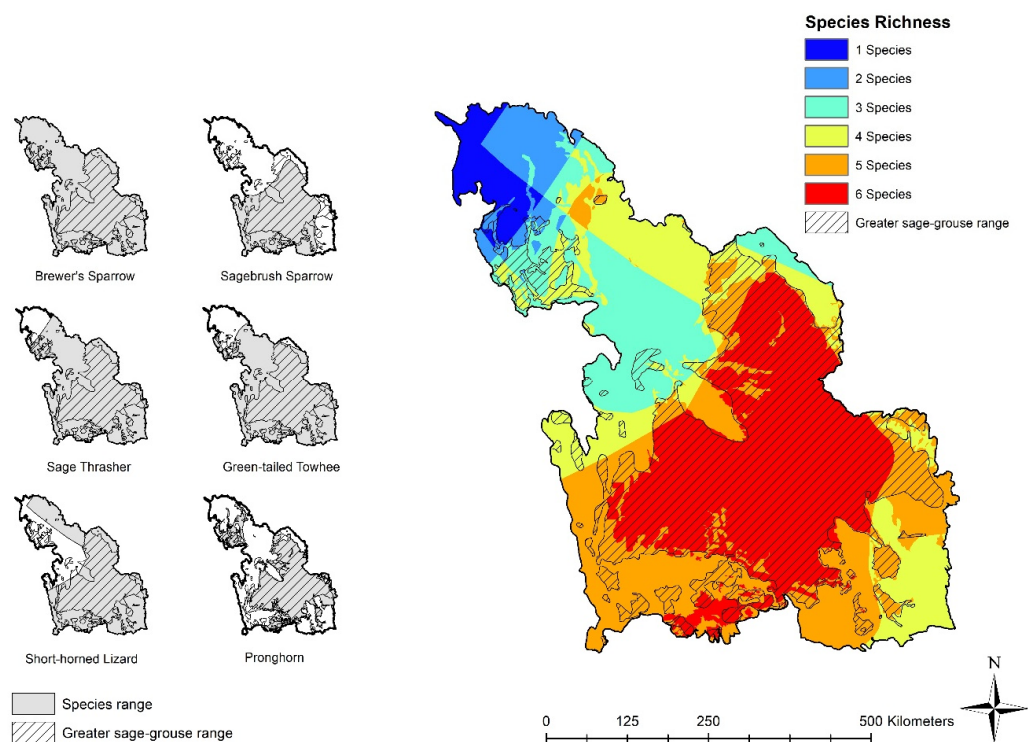 Species Richness
1 Species
2 Species
3 Species
4 Species
5 Species
6 Species
Greater sage-grouse range
Brewer's Sparrow
Sagebrush Sparrow
Sage Thrasher
Green-tailed Towhee
Short-horned Lizard
Pronghorn
Species range
Greater sage-grouse range
N
0 125 250 500 Kilometers